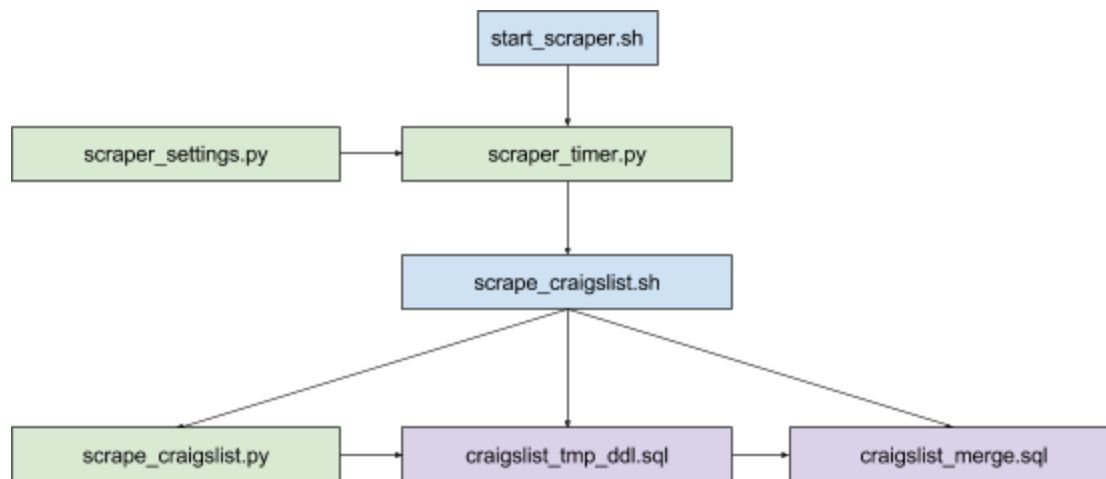 start_scraper.sh
scraper_settings.py
scraper_timer.py
scrape_craigslist.sh
scrape_craigslist.py
craigslist_tmp_ddl.sql
craigslist_merge.sql